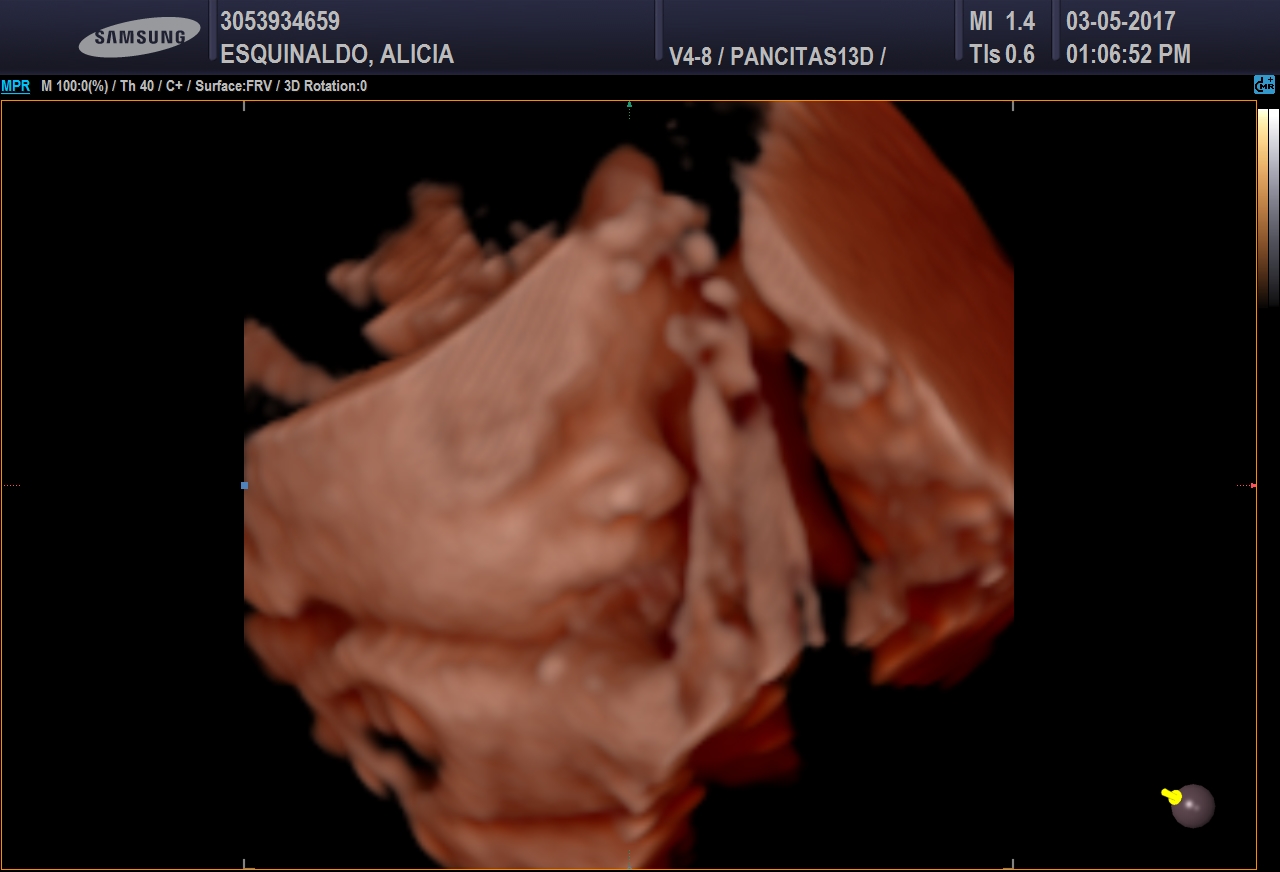 SAMSUNG
3053934659
ESQUINALDO, ALICIA
V4-8 / PANCITAS13D /
MI 1.4
TIs 0.6
03-05-2017
01:06:52 PM
MPR M 100:0(%) / Th 40 / C+ / Surface:FRV / 3D Rotation:0
CMR